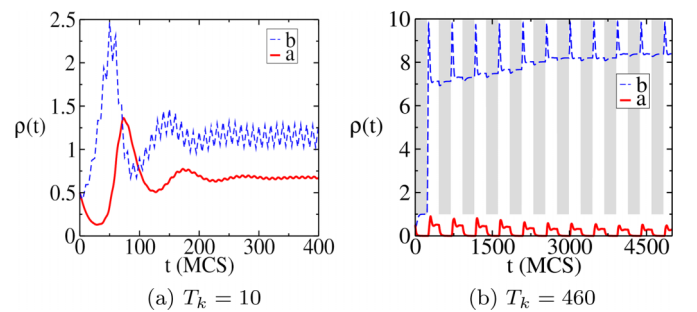 2.5
2
1.5
1
0.5
0
ρ(t)
b
a
0 100 200 300 400
t (MCS)
(a) T_k = 10
10
8
6
4
2
0
ρ(t)
b
a
0 1500 3000 4500
t (MCS)
(b) T_k = 460